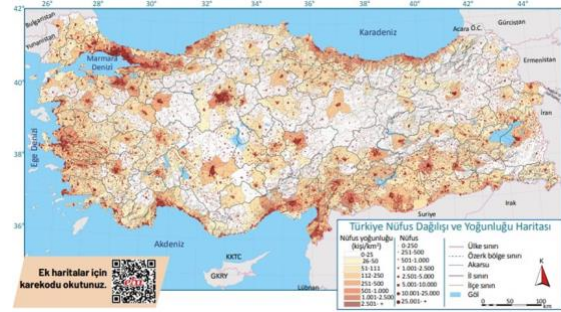 26° 28° 30° 32° 34° 36° 38° 40° 42° 44°
42°
Bulgaristan
Yunanistan
Karadeniz
Gürcistan
Acara Ö.C.
Ermenistan
Marmara
Denizi
40°
İran
Ege Denizi
38°
36°
Akdeniz
Suriye
Irak
KKTC
GKRY
Lübnan
Ek haritalar için
karekodu okutunuz.
Türkiye Nüfus Dağılışı ve Yoğunluğu Haritası
Nüfus yoğunluğu
(kişi/km²)
0-25
26-50
51-111
112-250
251-500
501-1.000
1.001-2.500
2.501- +
Nüfus
0-250
251-500
501-1.000
1.001-2.500
2.501-5.000
5.001-10.000
10.001-25.000
25.001- +
Ülke sınırı
Özerk bölge sınırı
Akarsu
İl sınırı
İlçe sınırı
Göl
0 50 100
km